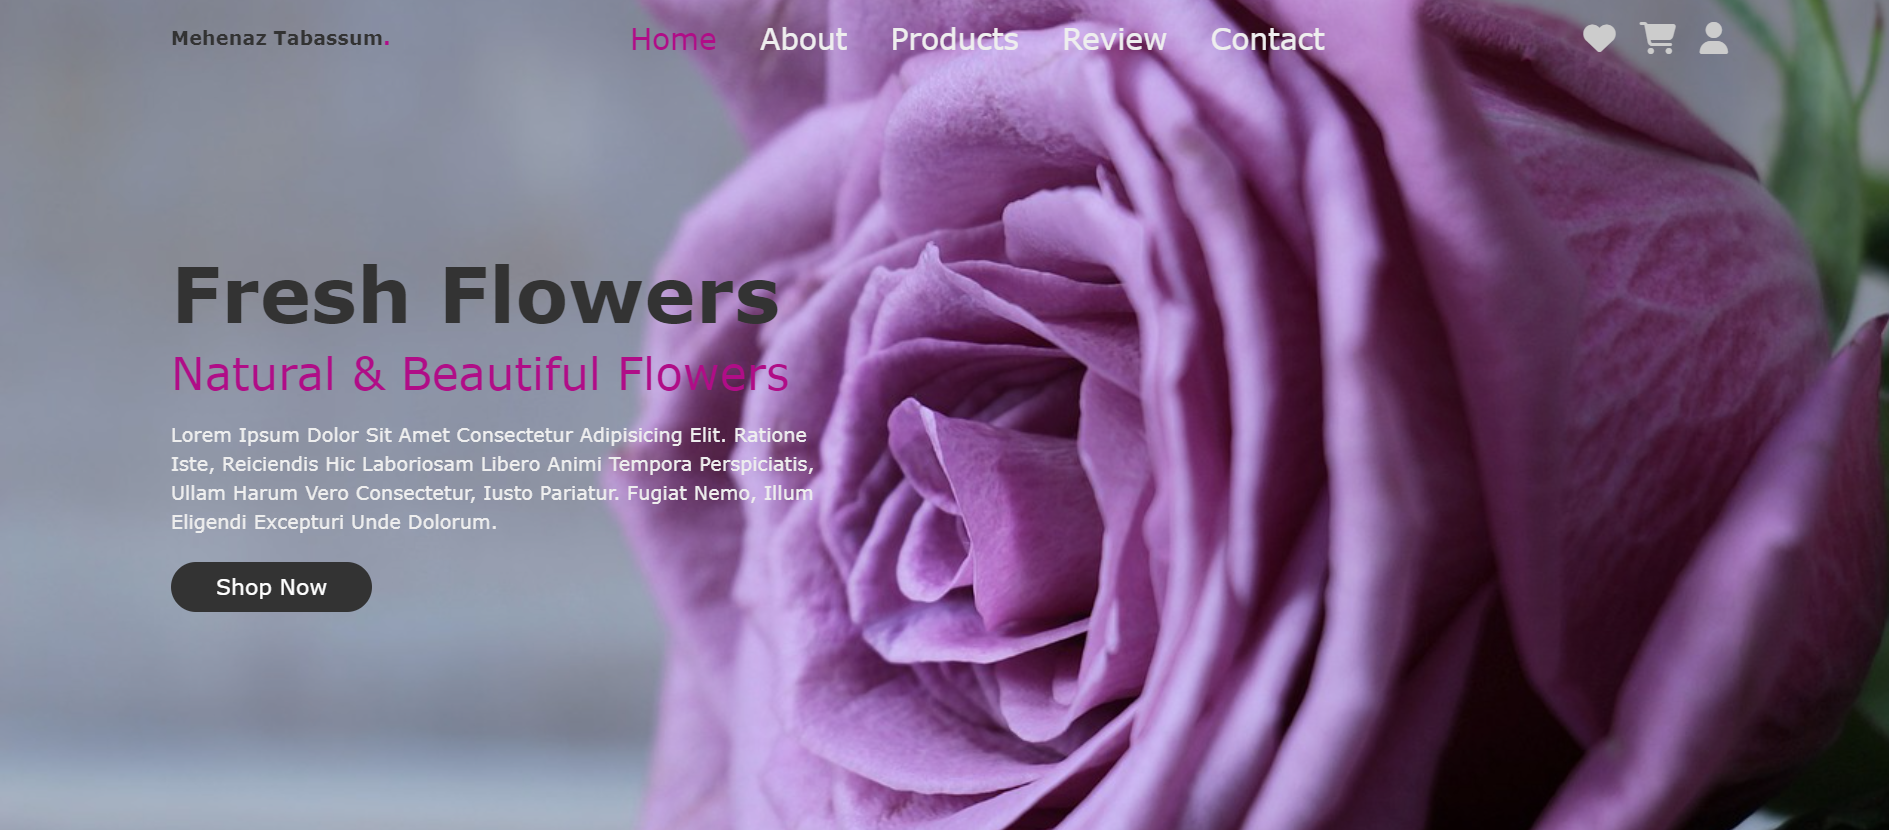 Mehenaz Tabassum.
Home About Products Review Contact
Fresh Flowers
Natural & Beautiful Flowers
Lorem Ipsum Dolor Sit Amet Consectetur Adipisicing Elit. Ratione
Iste, Reiciendis Hic Laboriosam Libero Animi Tempora Perspiciatis,
Ullam Harum Vero Consectetur, Iusto Pariatur. Fugiat Nemo, Illum
Eligendi Excepturi Unde Dolorum.
Shop Now